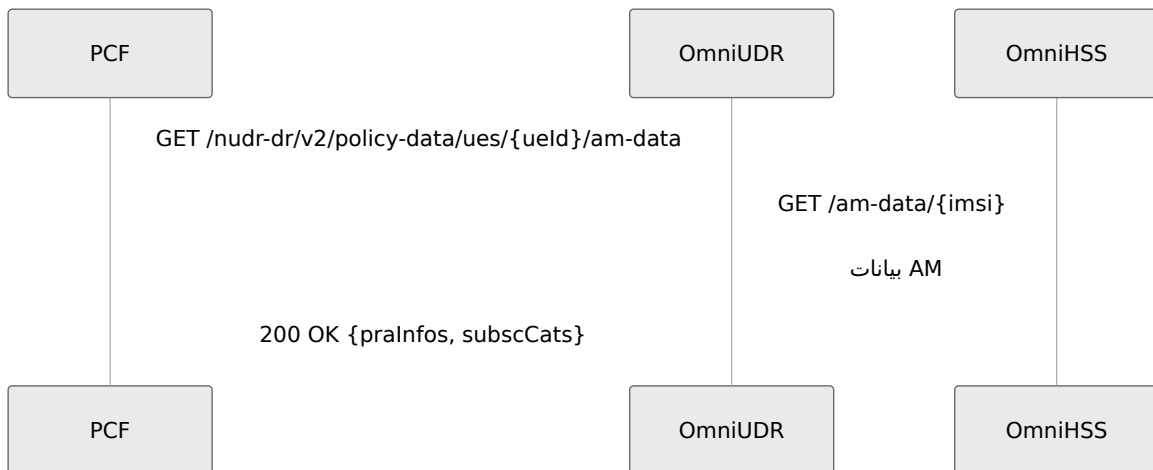 PCF
OmniUDR
OmniHSS
GET /nudr-dr/v2/policy-data/ues/{ueId}/am-data
GET /am-data/{imsi}
بيانات AM
200 OK {praInfos, subscCats}
PCF
OmniUDR
OmniHSS